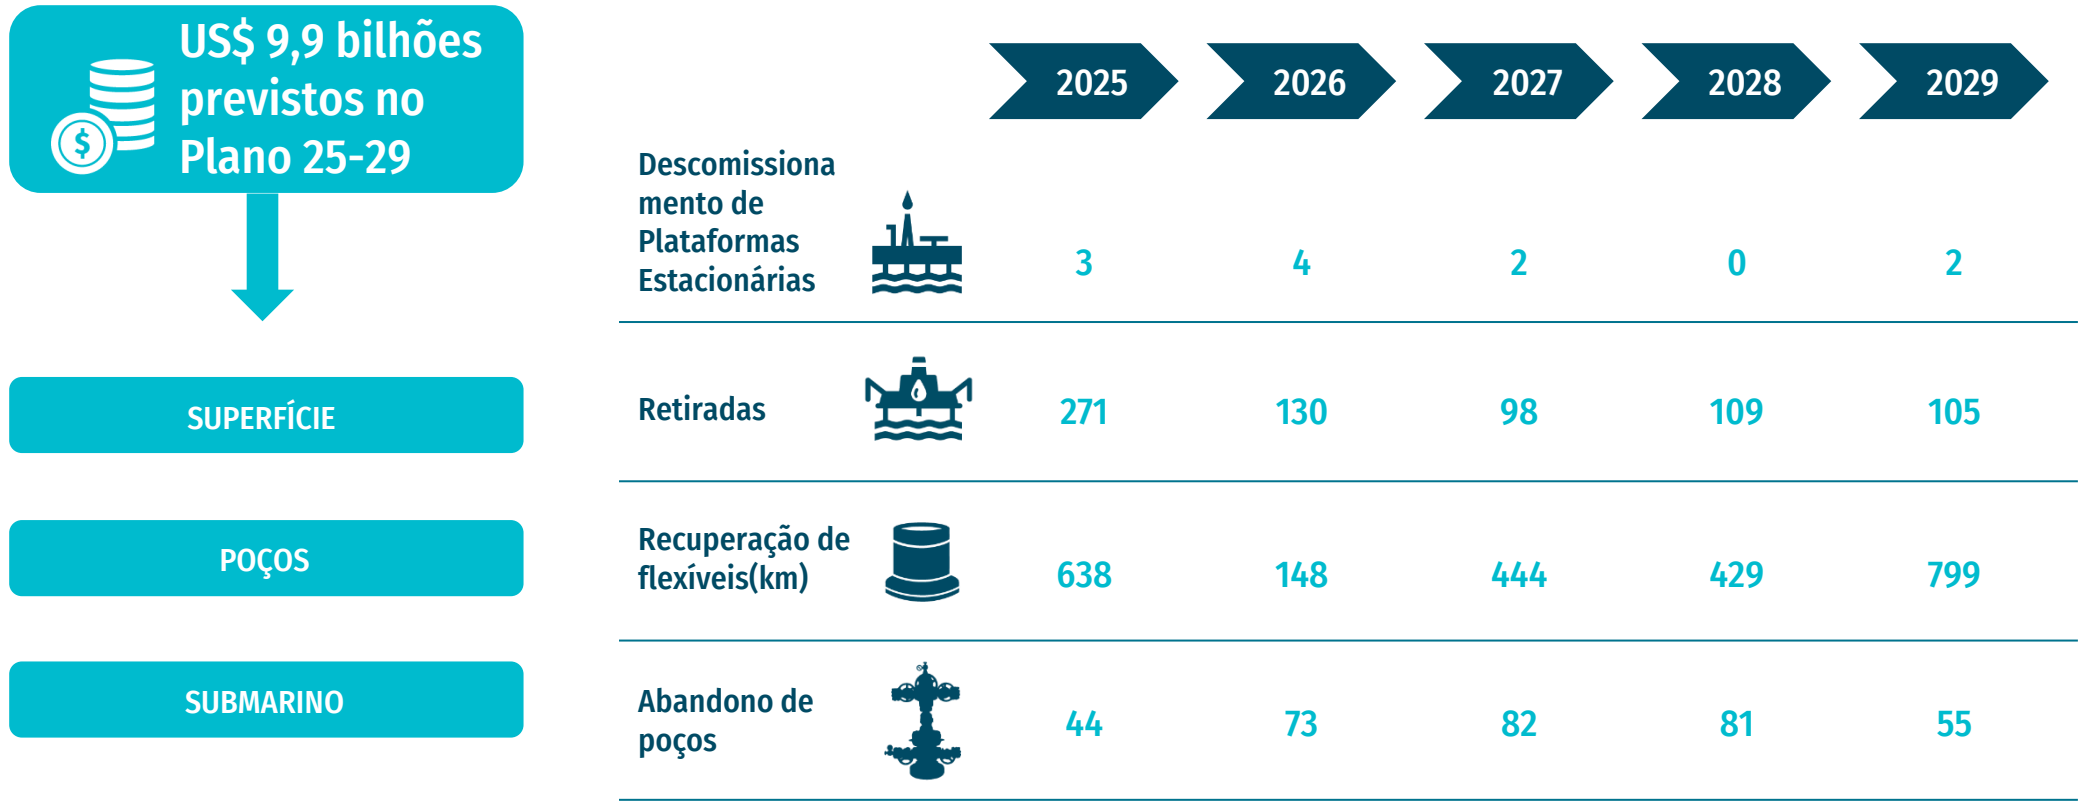 US$ 9,9 bilhões
previstos no
Plano 25-29
$
SUPERFÍCIE
POÇOS
SUBMARINO
2025 2026 2027 2028 2029
Descomissiona
mento de
Plataformas
Estacionárias
3 4 2 0 2
Retiradas
271 130 98 109 105
Recuperação de
flexíveis(km)
638 148 444 429 799
Abandono de
poços
44 73 82 81 55